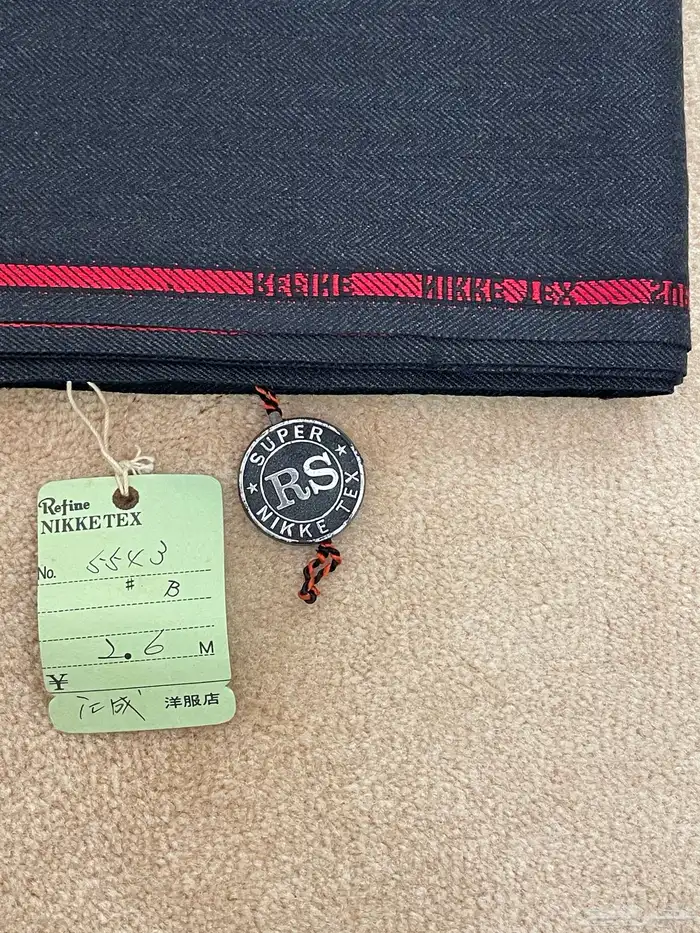 REFINE NIKKE TEX
SUPER
RS
NIKKE TEX
Refine
NIKKE TEX
No. 5543
# B
2.6 M
¥
洋服店